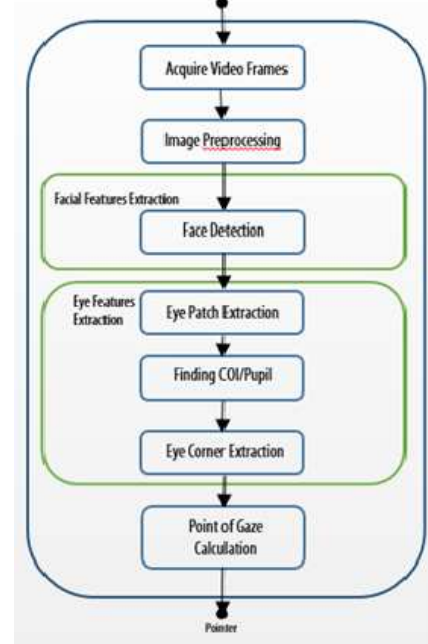 Acquire Video Frames
Image Preprocessing
Facial Features Extraction
Face Detection
Eye Features
Extraction
Eye Patch Extraction
Finding COI/Pupil
Eye Corner Extraction
Point of Gaze
Calculation
Pointer